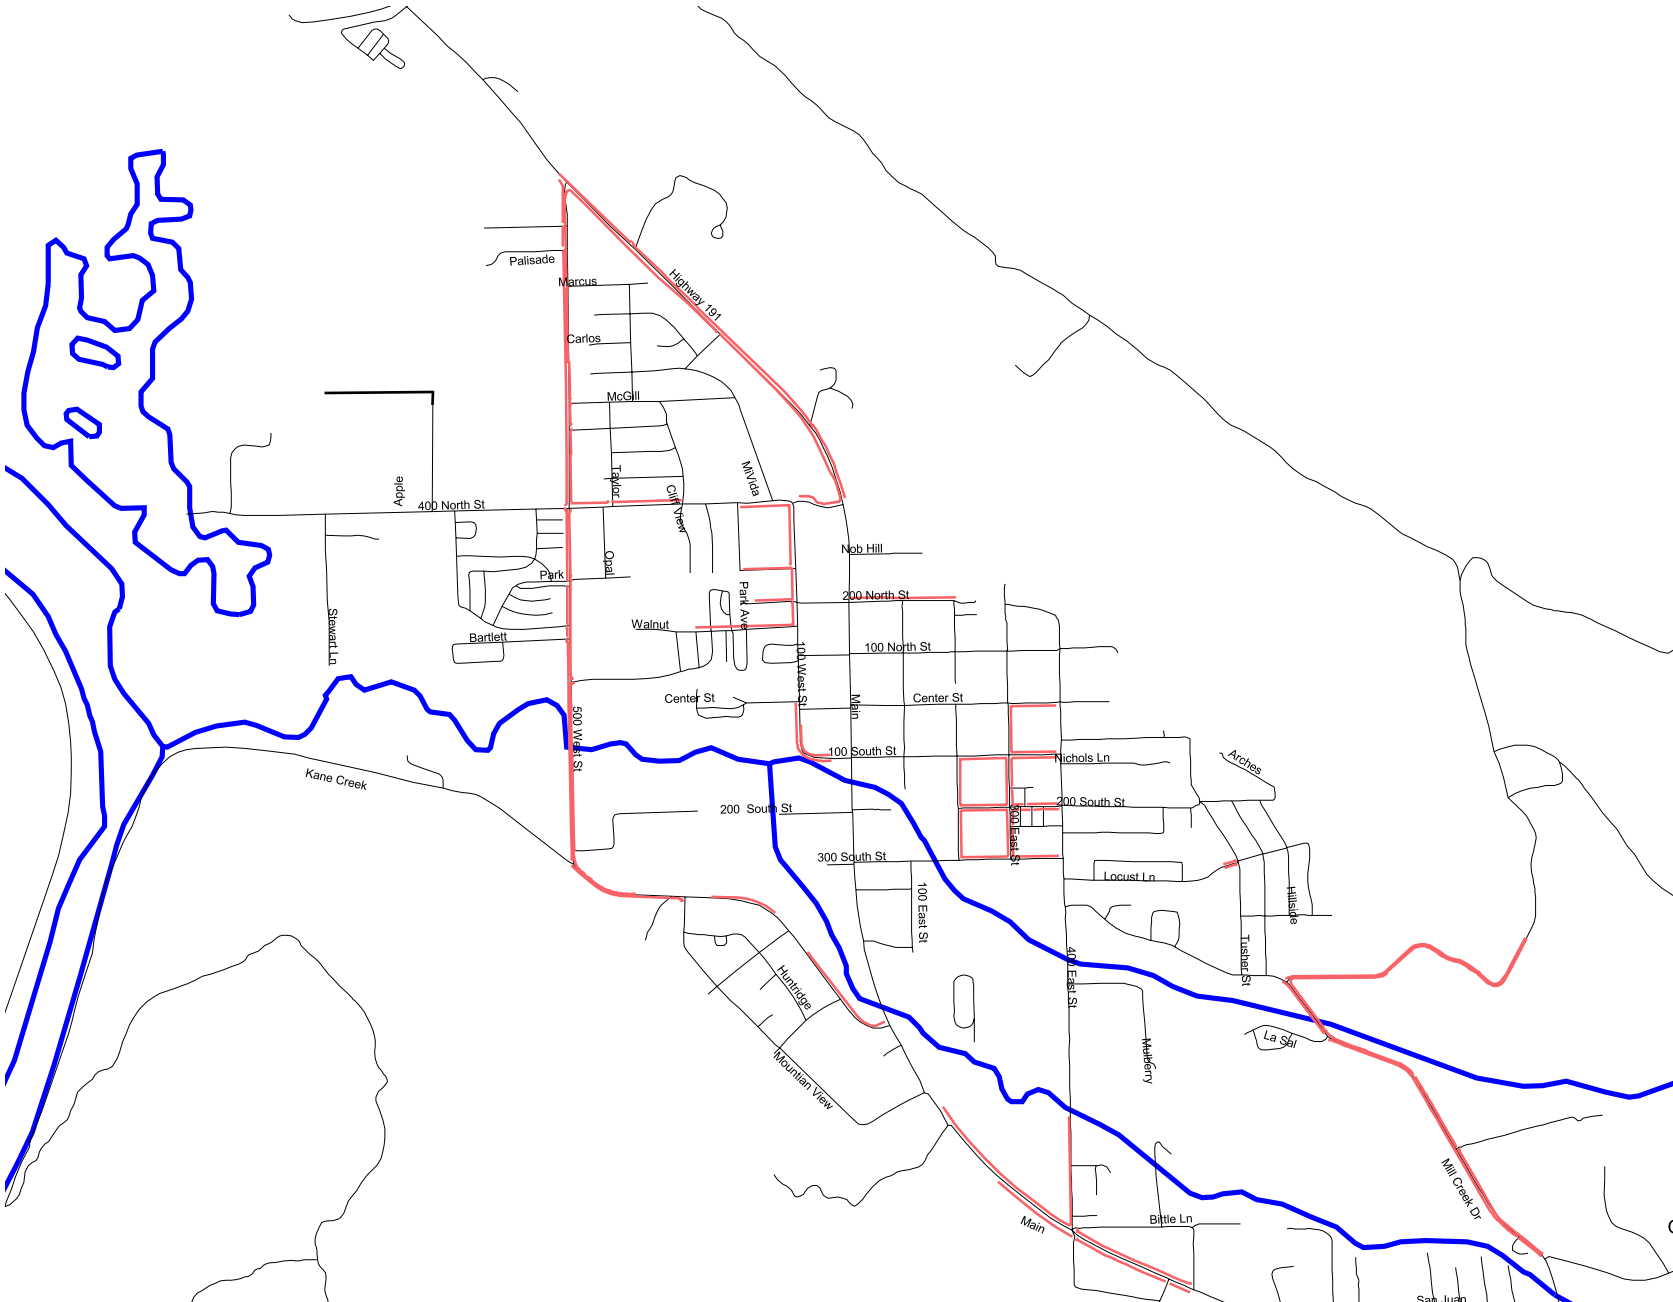 Palisade
Marcus
Highway 191
Carlos
McGill
MiVida
Taylor
Cliff View
Apple
400 North St
Nob Hill
Opal
Park
Park Ave
200 North St
Stewart Ln
Walnut
Bartlett
100 North St
100 West St
Center St
Main
Center St
500 West St
100 South St
Nichols Ln
Arches
Kane Creek
200 South St
200 South St
300 East St
300 South St
Locust Ln
100 East St
Hillside
Tusher St
400 East St
Huntridge
La Sal
Mulberry
Mountian View
Mill Creek Dr
Main
Bittle Ln
San Juan